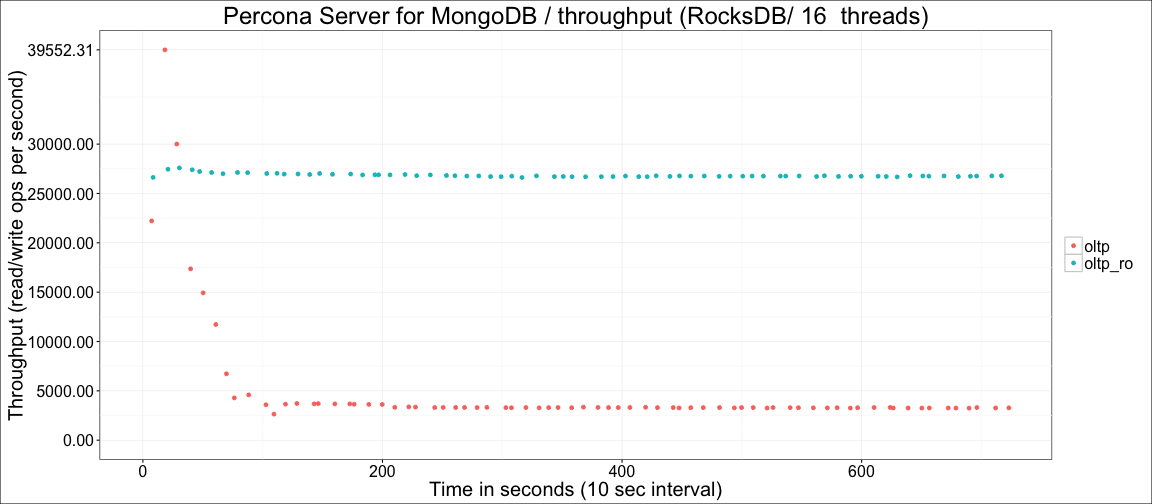 Percona Server for MongoDB / throughput (RocksDB/ 16  threads)
Throughput (read/write ops per second)
39552.31
30000.00
25000.00
20000.00
15000.00
10000.00
5000.00
0.00
0
200
400
600
Time in seconds (10 sec interval)
oltp
oltp_ro